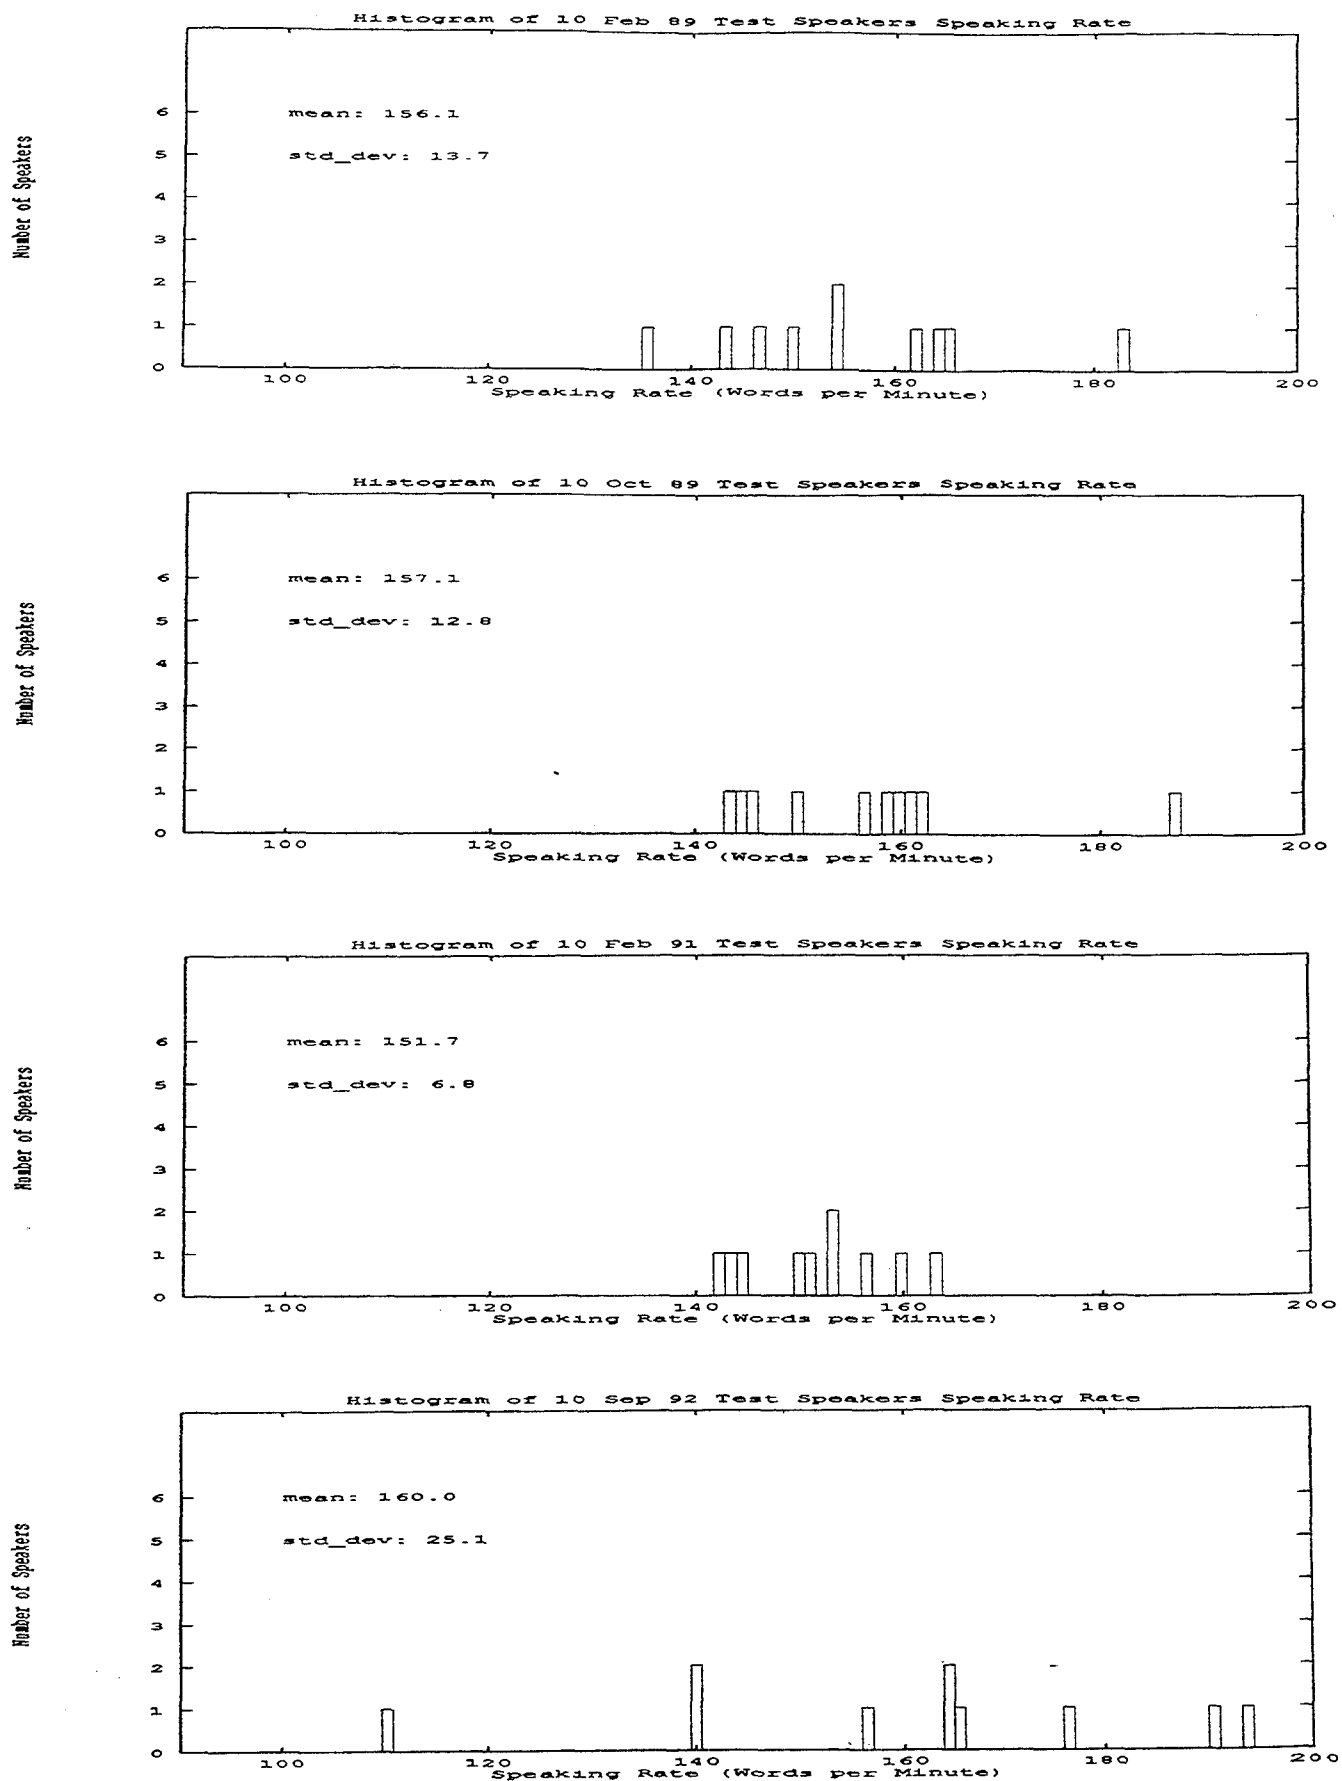 Histogram of 10 Feb 89 Test Speakers Speaking Rate
Number of Speakers
6
mean: 156.1
5
std_dev: 13.7
4
3
2
1
0
100 120 140 160 180 200
Speaking Rate (Words per Minute)
Histogram of 10 Oct 89 Test Speakers Speaking Rate
Number of Speakers
6
mean: 157.1
5
std_dev: 12.8
4
3
2
1
0
100 120 140 160 180 200
Speaking Rate (Words per Minute)
Histogram of 10 Feb 91 Test Speakers Speaking Rate
Number of Speakers
6
mean: 151.7
5
std_dev: 6.8
4
3
2
1
0
100 120 140 160 180 200
Speaking Rate (Words per Minute)
Histogram of 10 Sep 92 Test Speakers Speaking Rate
Number of Speakers
6
mean: 160.0
5
std_dev: 25.1
4
3
2
1
0
100 120 140 160 180 200
Speaking Rate (Words per Minute)